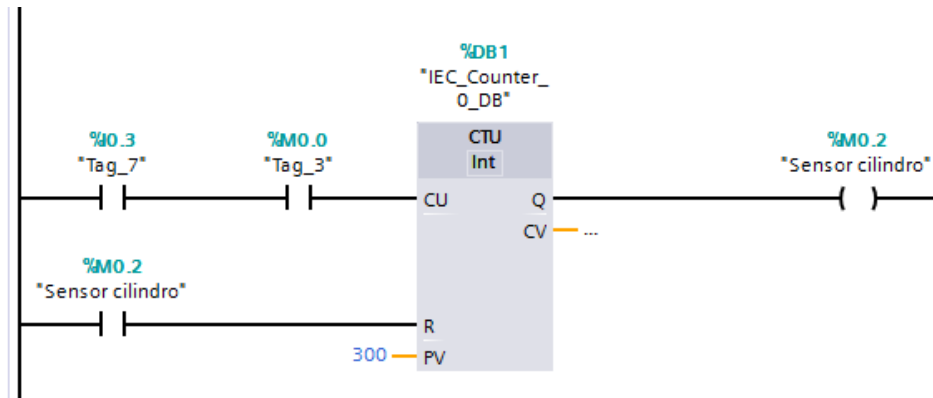 %DB1
"IEC_Counter_
0_DB"
%I0.3
"Tag_7"
%M0.0
"Tag_3"
CTU
Int
%M0.2
"Sensor cilindro"
CU
Q
CV
...
%M0.2
"Sensor cilindro"
R
300
PV